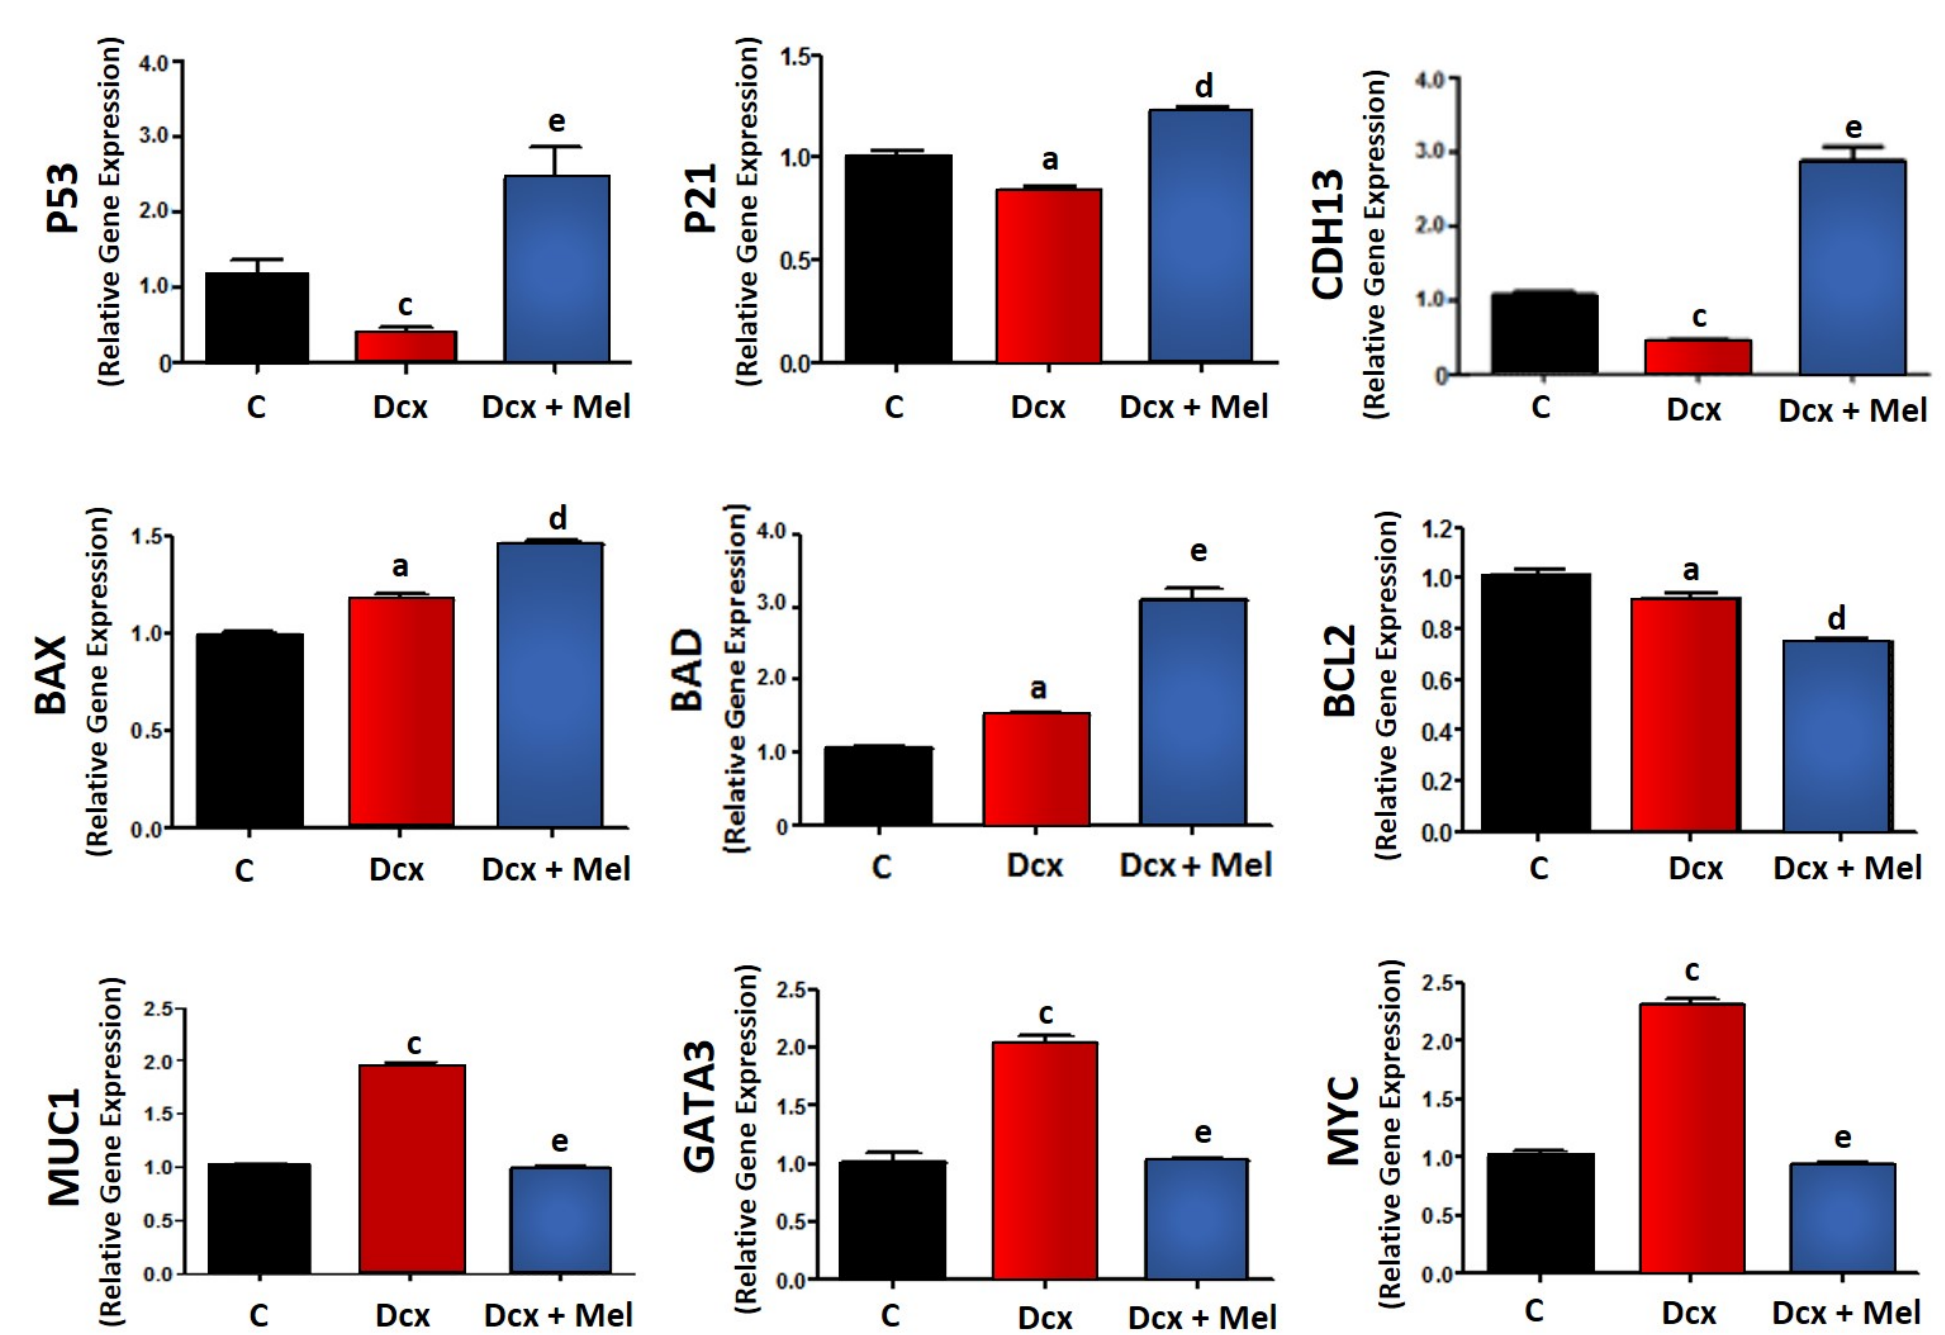 P53
(Relative Gene Expression)
4.0
3.0
2.0
1.0
0
c
e
C
Dcx
Dcx + Mel
P21
(Relative Gene Expression)
1.5
1.0
0.5
0.0
a
d
C
Dcx
Dcx + Mel
CDH13
(Relative Gene Expression)
4.0
3.0
2.0
1.0
0
c
e
C
Dcx
Dcx + Mel
BAX
(Relative Gene Expression)
1.5
1.0
0.5
0.0
a
d
C
Dcx
Dcx + Mel
BAD
(Relative Gene Expression)
4.0
3.0
2.0
1.0
0
a
e
C
Dcx
Dcx + Mel
BCL2
(Relative Gene Expression)
1.2
1.0
0.8
0.6
0.4
0.2
0.0
a
d
C
Dcx
Dcx + Mel
MUC1
(Relative Gene Expression)
2.5
2.0
1.5
1.0
0.5
0.0
c
e
C
Dcx
Dcx + Mel
GATA3
(Relative Gene Expression)
2.5
2.0
1.5
1.0
0.5
0.0
c
e
C
Dcx
Dcx + Mel
MYC
(Relative Gene Expression)
2.5
2.0
1.5
1.0
0.5
0.0
c
e
C
Dcx
Dcx + Mel